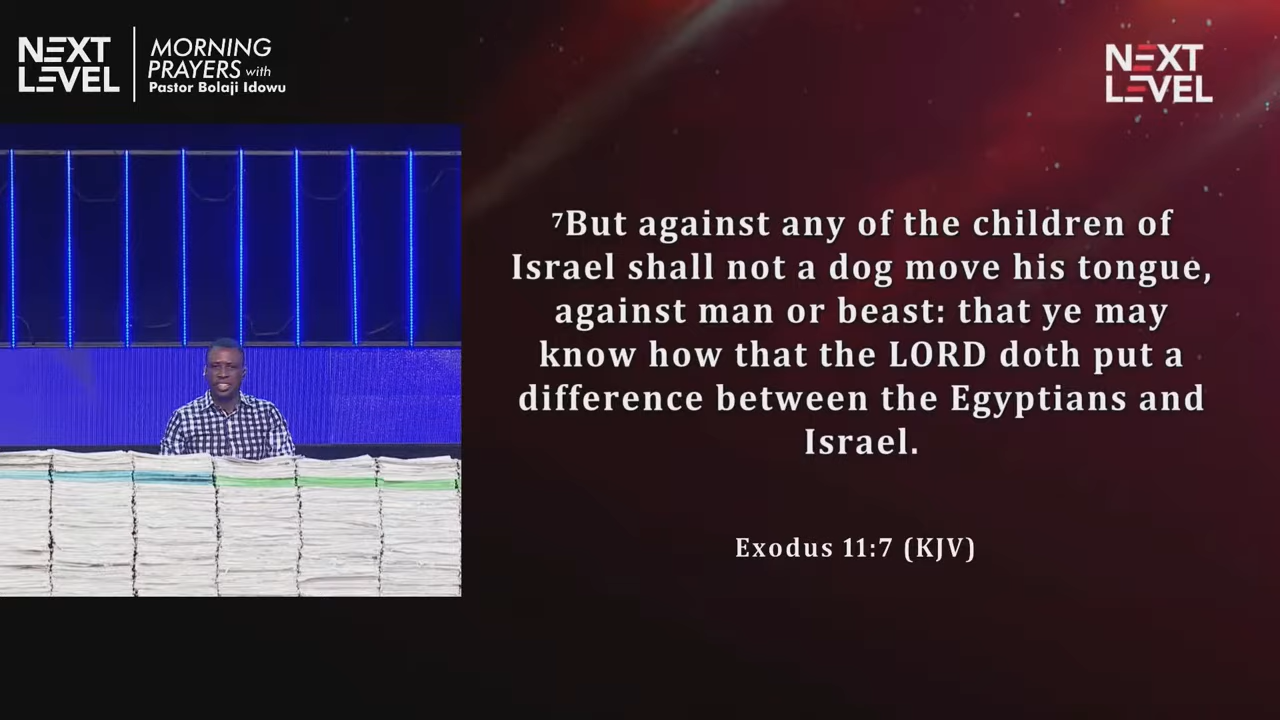 NEXT
LEVEL
MORNING
PRAYERS with
Pastor Bolaji Idowu
NEXT
LEVEL
⁷But against any of the children of
Israel shall not a dog move his tongue,
against man or beast: that ye may
know how that the LORD doth put a
difference between the Egyptians and
Israel.
Exodus 11:7 (KJV)